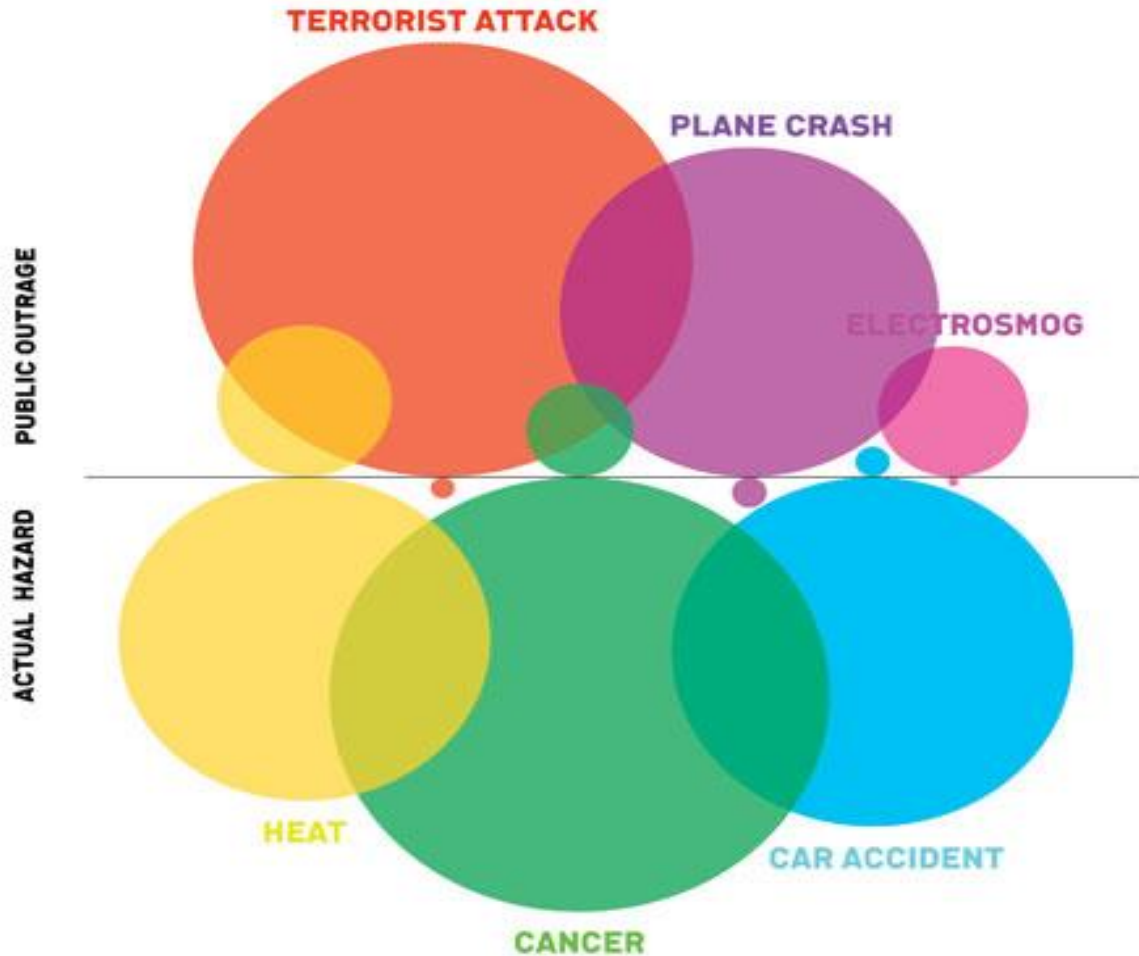 TERRORIST ATTACK
PLANE CRASH
ELECTROSMOG
PUBLIC OUTRAGE
ACTUAL HAZARD
HEAT
CAR ACCIDENT
CANCER